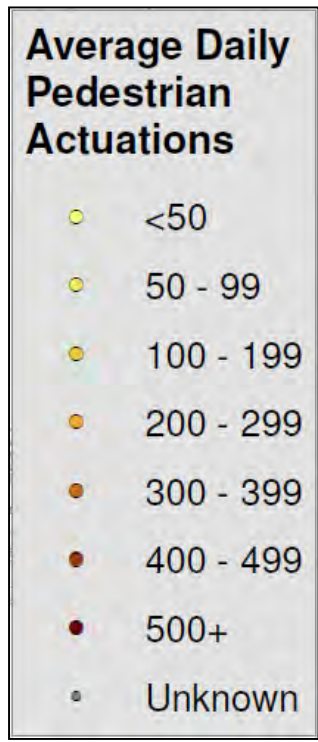 Average Daily
Pedestrian
Actuations
<50
50 - 99
100 - 199
200 - 299
300 - 399
400 - 499
500+
Unknown